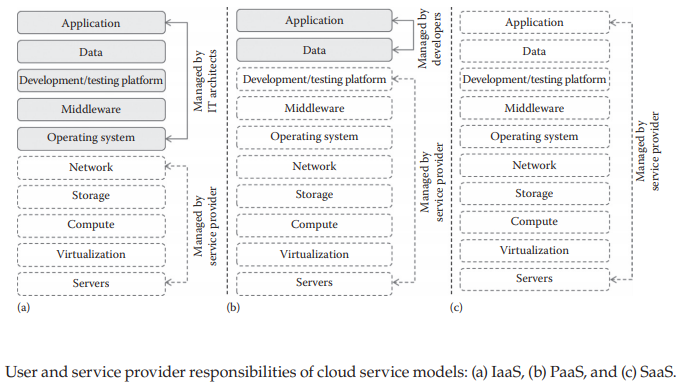 Application
Data
Development/testing platform
Middleware
Operating system
Network
Storage
Compute
Virtualization
Servers
Managed by
IT architects
Managed by
service provider
(a)
Application
Data
Development/testing platform
Middleware
Operating system
Network
Storage
Compute
Virtualization
Servers
Managed by
developers
Managed by
service provider
(b)
Application
Data
Development/testing platform
Middleware
Operating system
Network
Storage
Compute
Virtualization
Servers
Managed by
service provider
(c)
User and service provider responsibilities of cloud service models: (a) IaaS, (b) PaaS, and (c) SaaS.